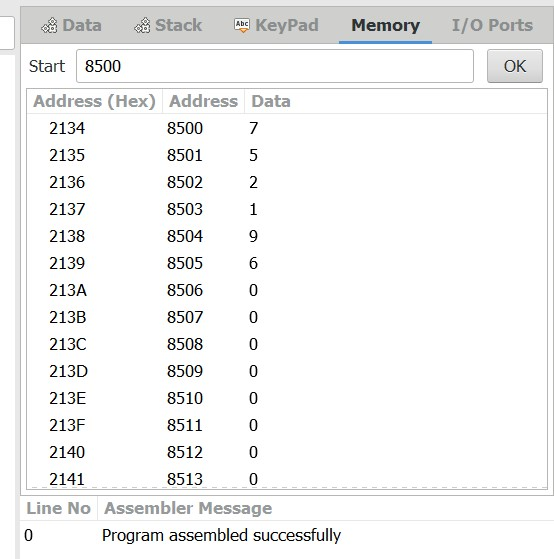 Data Stack KeyPad Memory I/O Ports
Start 8500 OK
Address (Hex) Address Data
2134 8500 7
2135 8501 5
2136 8502 2
2137 8503 1
2138 8504 9
2139 8505 6
213A 8506 0
213B 8507 0
213C 8508 0
213D 8509 0
213E 8510 0
213F 8511 0
2140 8512 0
2141 8513 0
Line No Assembler Message
0 Program assembled successfully